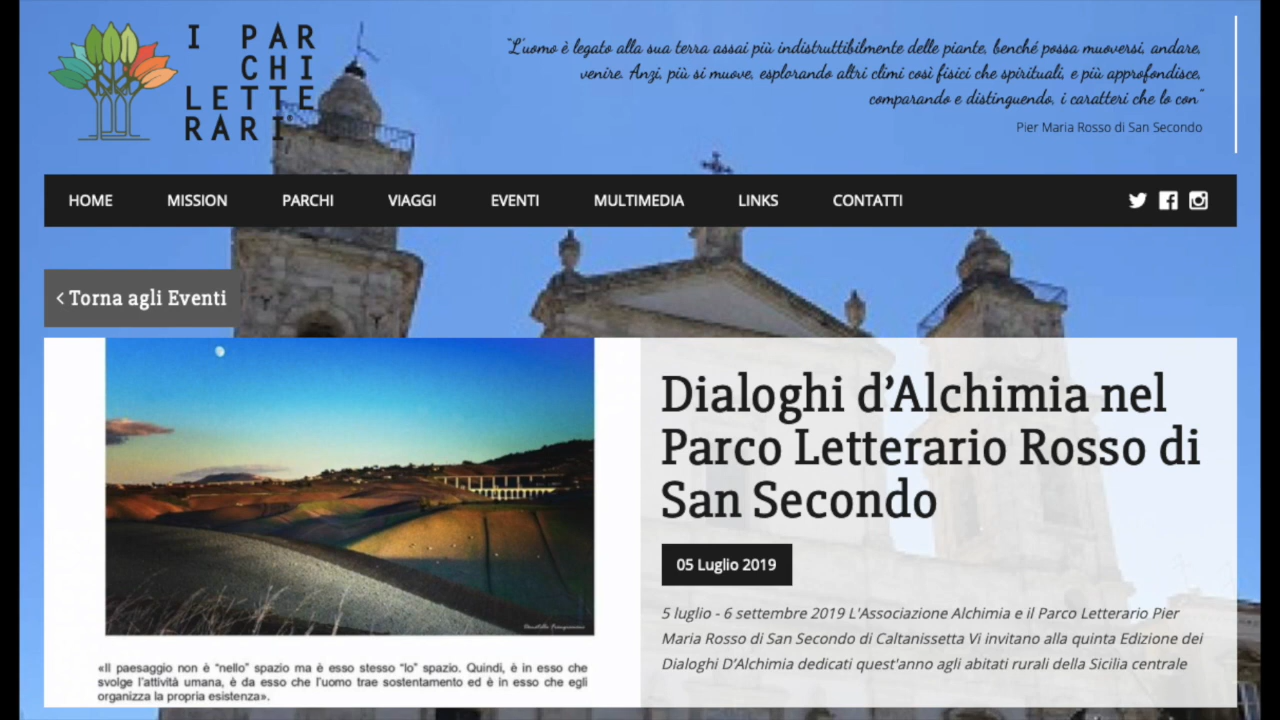 I PAR
CHI
LETTE
RARI
“L'uomo è legato alla sua terra assai più indistruttibilmente delle piante, benché possa muoversi, andare,
venire. Anzi, più si muove, esplorando altri climi così fisici che spirituali, e più approfondisce,
comparando e distinguendo, i caratteri che lo con”
Pier Maria Rosso di San Secondo
HOME MISSION PARCHI VIAGGI EVENTI MULTIMEDIA LINKS CONTATTI
< Torna agli Eventi
Dialoghi d’Alchimia nel
Parco Letterario Rosso di
San Secondo
05 Luglio 2019
5 luglio - 6 settembre 2019 L'Associazione Alchimia e il Parco Letterario Pier
Maria Rosso di San Secondo di Caltanissetta Vi invitano alla quinta Edizione dei
Dialoghi D’Alchimia dedicati quest'anno agli abitati rurali della Sicilia centrale
«Il paesaggio non è “nello” spazio ma è esso stesso “lo” spazio. Quindi, è in esso che
svolge l’attività umana, è da esso che l’uomo trae sostentamento ed è in esso che egli
organizza la propria esistenza».